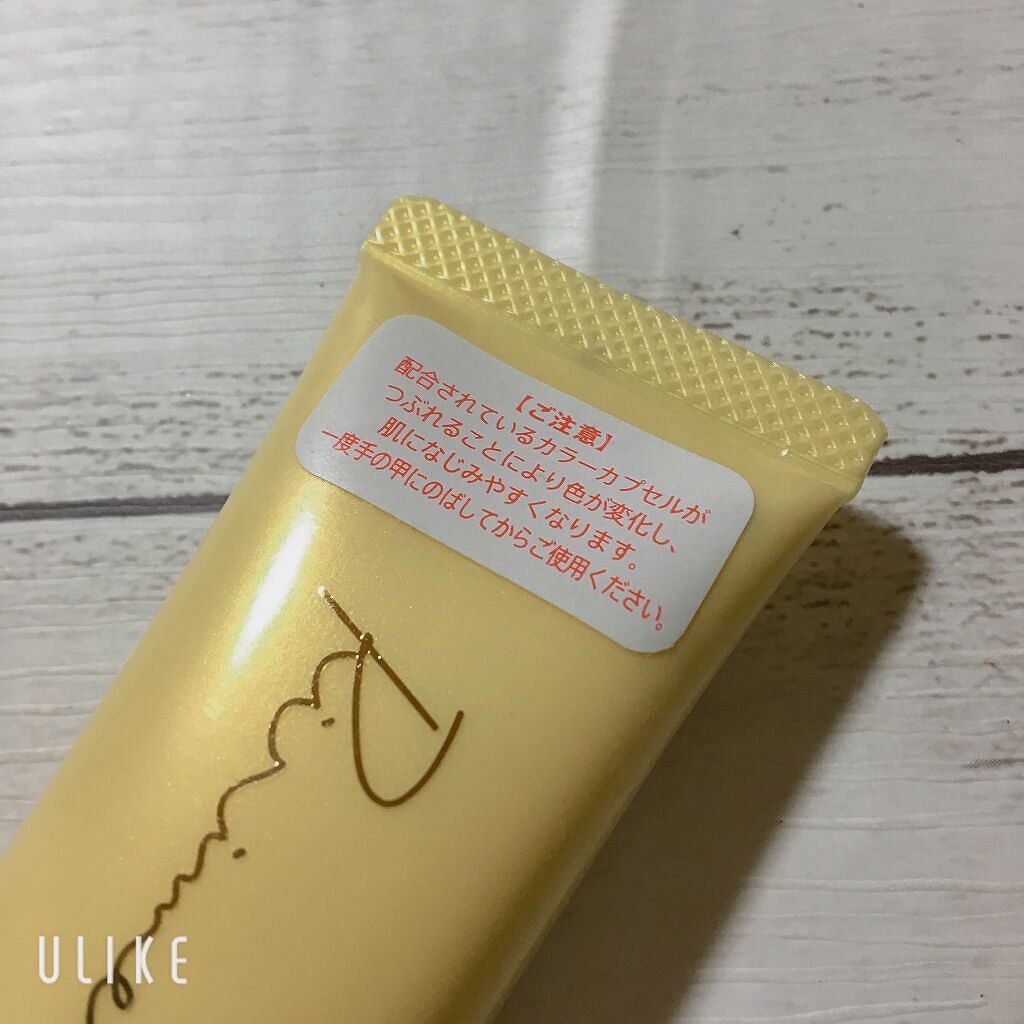 【ご注意】
配合されているカラーカプセルが
つぶれることにより色が変化し、
肌になじみやすくなります。
一度手の甲にのばしてからご使用ください。
ULIKE